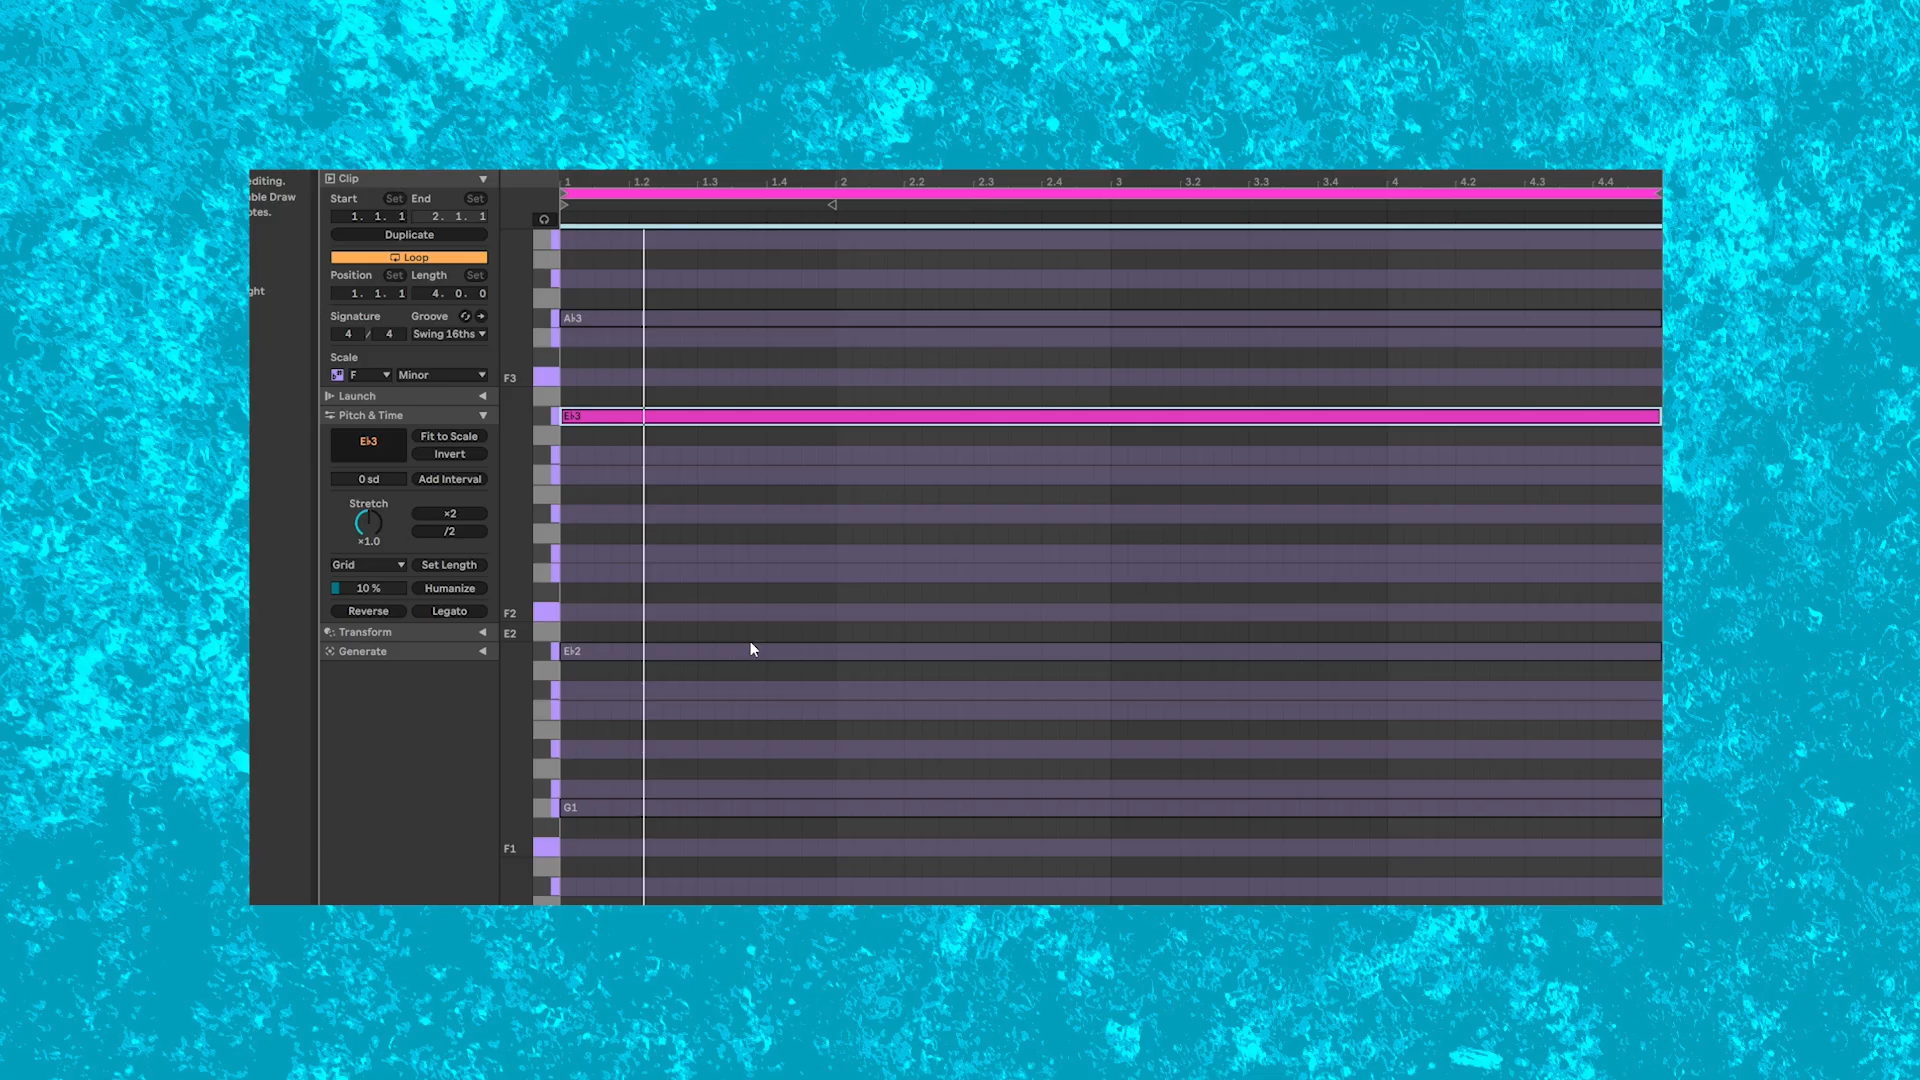 editing.
ble Draw
otes.
ght
Clip
Start Set End Set
1. 1. 1 2. 1. 1
Duplicate
Loop
Position Set Length Set
1. 1. 1 4. 0. 0
Signature Groove
4 / 4 Swing 16ths
Scale
F Minor
Launch
Pitch & Time
E♭3 Fit to Scale
Invert
0 sd Add Interval
Stretch
×2
/2
×1.0
Grid Set Length
10 % Humanize
Reverse Legato
Transform
Generate
1 1.2 1.3 1.4 2 2.2 2.3 2.4 3 3.2 3.3 3.4 4 4.2 4.3 4.4
A♭3
F3
E♭3
F2
E2
E♭2
G1
F1